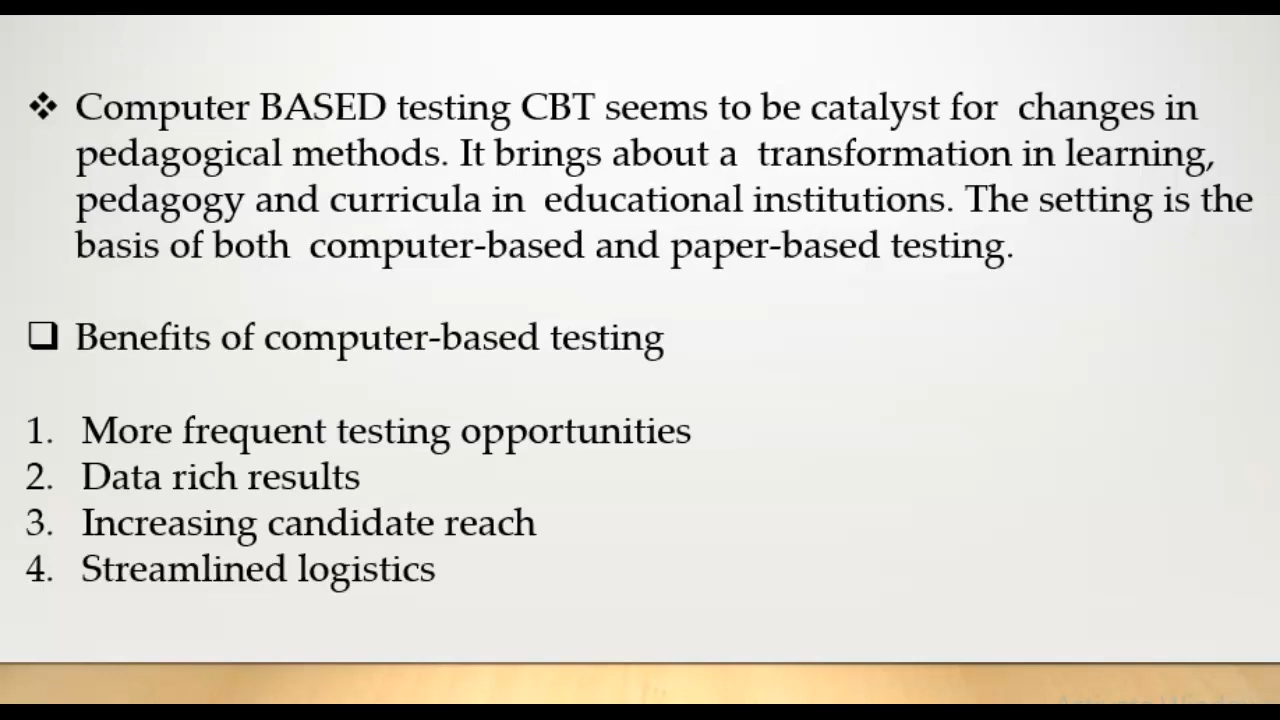 ❖ Computer BASED testing CBT seems to be catalyst for changes in
pedagogical methods. It brings about a transformation in learning,
pedagogy and curricula in educational institutions. The setting is the
basis of both computer-based and paper-based testing.
❑ Benefits of computer-based testing
1. More frequent testing opportunities
2. Data rich results
3. Increasing candidate reach
4. Streamlined logistics